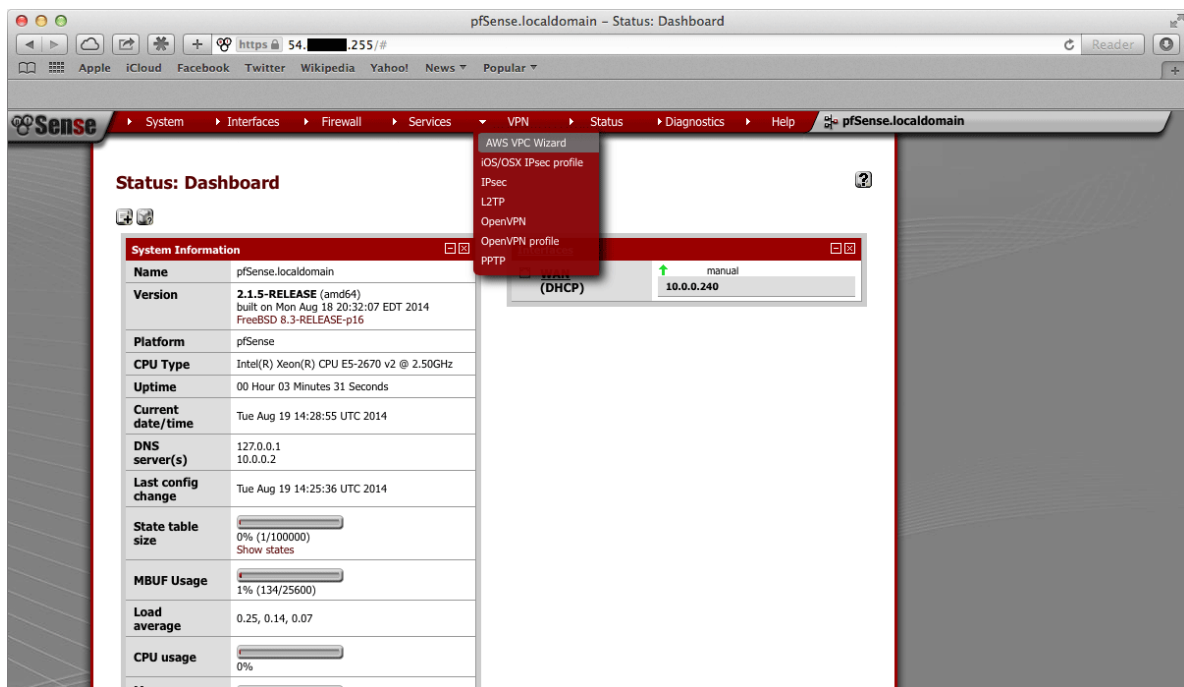 pfSense.localdomain – Status: Dashboard
https 54. .255/#
Reader
Apple iCloud Facebook Twitter Wikipedia Yahoo! News Popular
Sense System Interfaces Firewall Services VPN Status Diagnostics Help pfSense.localdomain
AWS VPC Wizard
iOS/OSX IPsec profile
IPsec
L2TP
OpenVPN
OpenVPN profile
PPTP
Status: Dashboard
System Information
Name pfSense.localdomain
Version 2.1.5-RELEASE (amd64)
built on Mon Aug 18 20:32:07 EDT 2014
FreeBSD 8.3-RELEASE-p16
Platform pfSense
CPU Type Intel(R) Xeon(R) CPU E5-2670 v2 @ 2.50GHz
Uptime 00 Hour 03 Minutes 31 Seconds
Current
date/time
Tue Aug 19 14:28:55 UTC 2014
DNS
server(s)
127.0.0.1
10.0.0.2
Last config
change
Tue Aug 19 14:25:36 UTC 2014
State table
size
0% (1/100000)
Show states
MBUF Usage
1% (134/25600)
Load
average
0.25, 0.14, 0.07
CPU usage
0%
WAN
(DHCP)
manual
10.0.0.240